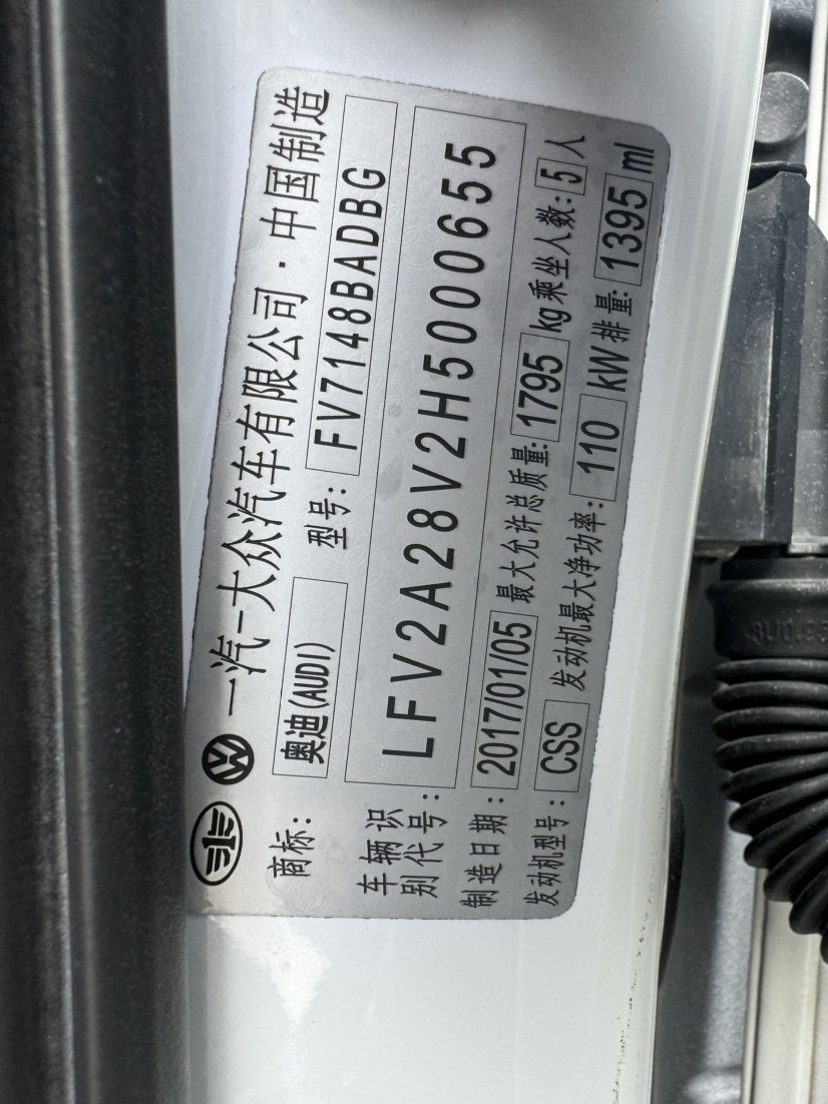 一汽-大众汽车有限公司·中国制造
商标: 奥迪(AUDI) 型号: FV7148BADBG
车辆识别代号: LFV2A28V2H5000655
制造日期: 2017/01/05 最大允许总质量: 1795 kg 乘坐人数: 5 人
发动机型号: CSS 发动机最大净功率: 110 kW 排量: 1395 ml